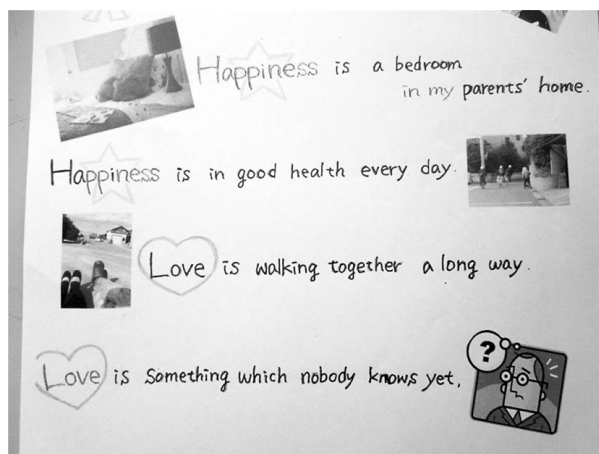 Happiness is a bedroom
in my parents' home.
Happiness is in good health every day.
Love is walking together a long way.
Love is something which nobody knows yet.
?